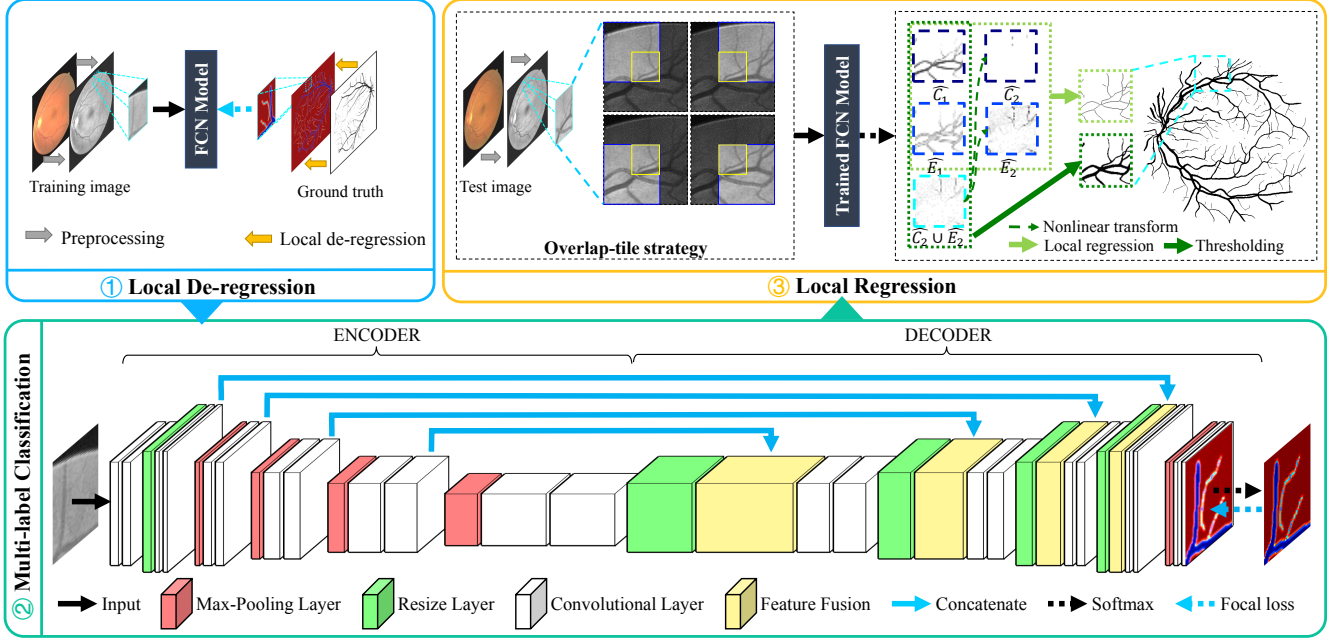 Training image
FCN Model
Ground truth
Preprocessing
Local de-regression
① Local De-regression
Test image
Overlap-tile strategy
Trained FCN Model
Ĉ₁
Ĉ₂
Ê₁
Ê₂
Ĉ₂ ∪ Ê₂
Nonlinear transform
Local regression
Thresholding
③ Local Regression
② Multi-label Classification
ENCODER
DECODER
Input
Max-Pooling Layer
Resize Layer
Convolutional Layer
Feature Fusion
Concatenate
Softmax
Focal loss